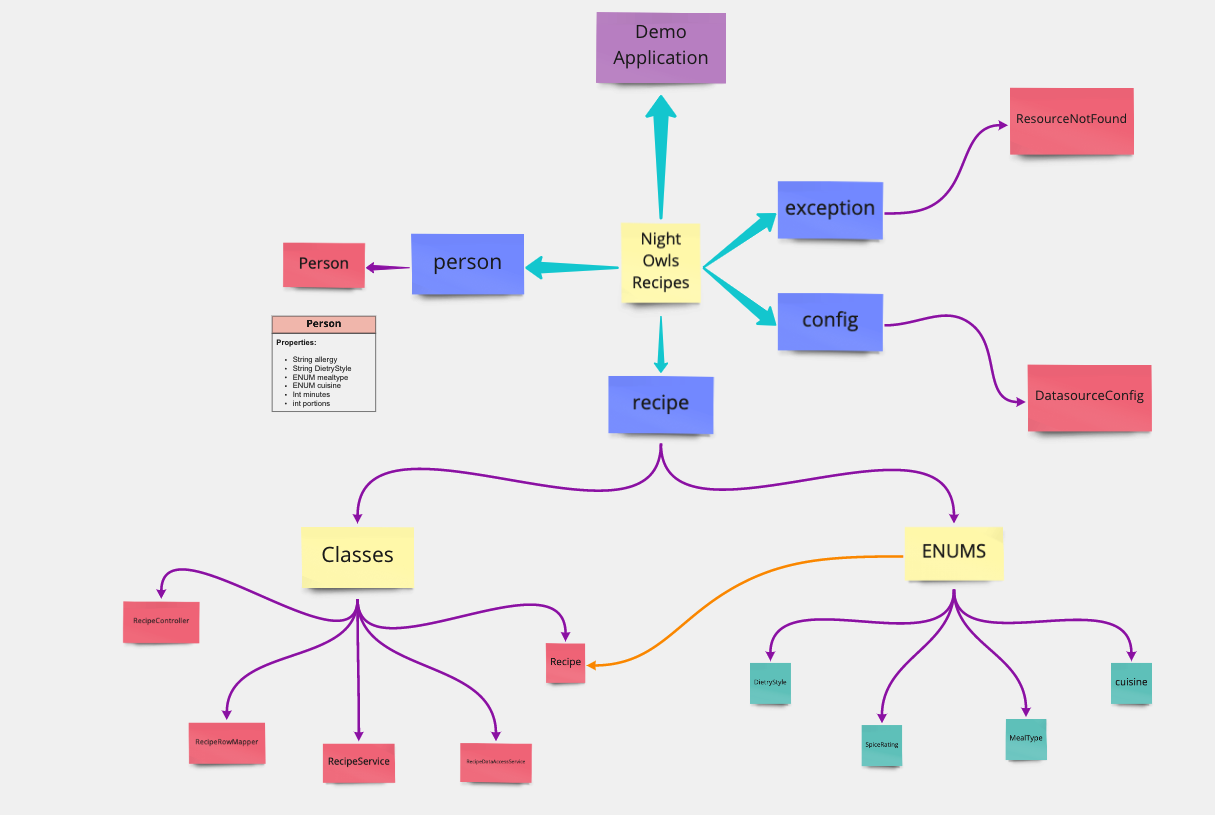 Demo
Application
ResourceNotFound
exception
Night
Owls
Recipes
person
Person
config
Person
Properties:
• String allergy
• String DietryStyle
• ENUM mealtype
• ENUM cuisine
• Int minutes
• int portions
recipe
DatasourceConfig
Classes
ENUMS
RecipeController
Recipe
DietryStyle
cuisine
RecipeRowMapper
RecipeService
RecipeDataAccessService
SpiceRating
MealType